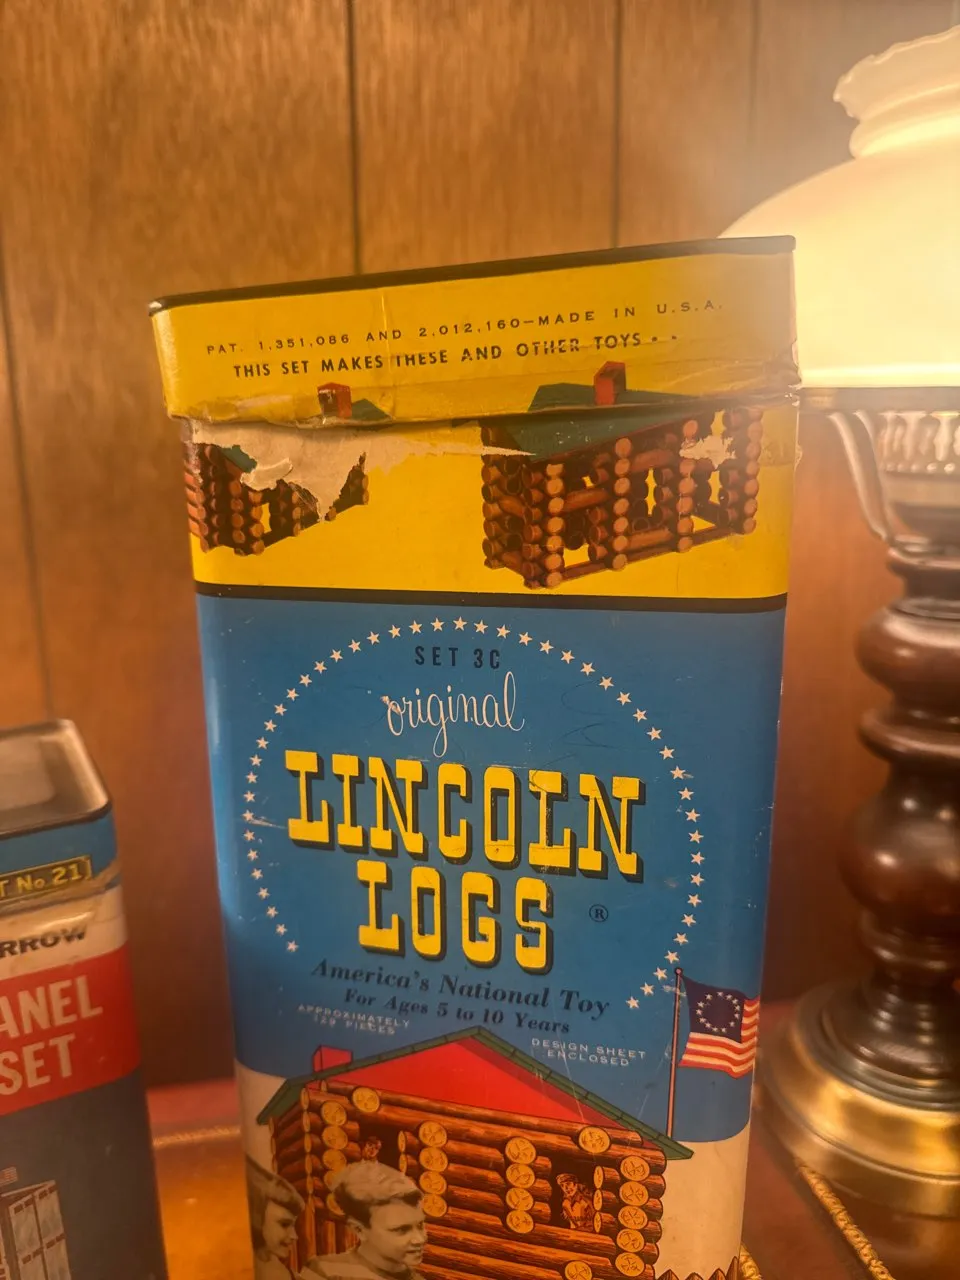 PAT. 1,351,086 AND 2,012,160—MADE IN U.S.A.
THIS SET MAKES THESE AND OTHER TOYS • •
SET 3C
original
LINCOLN
LOGS ®
America's National Toy
For Ages 5 to 10 Years
APPROXIMATELY
129 PIECES
DESIGN SHEET
ENCLOSED
T No 21
RROW
ANEL
SET